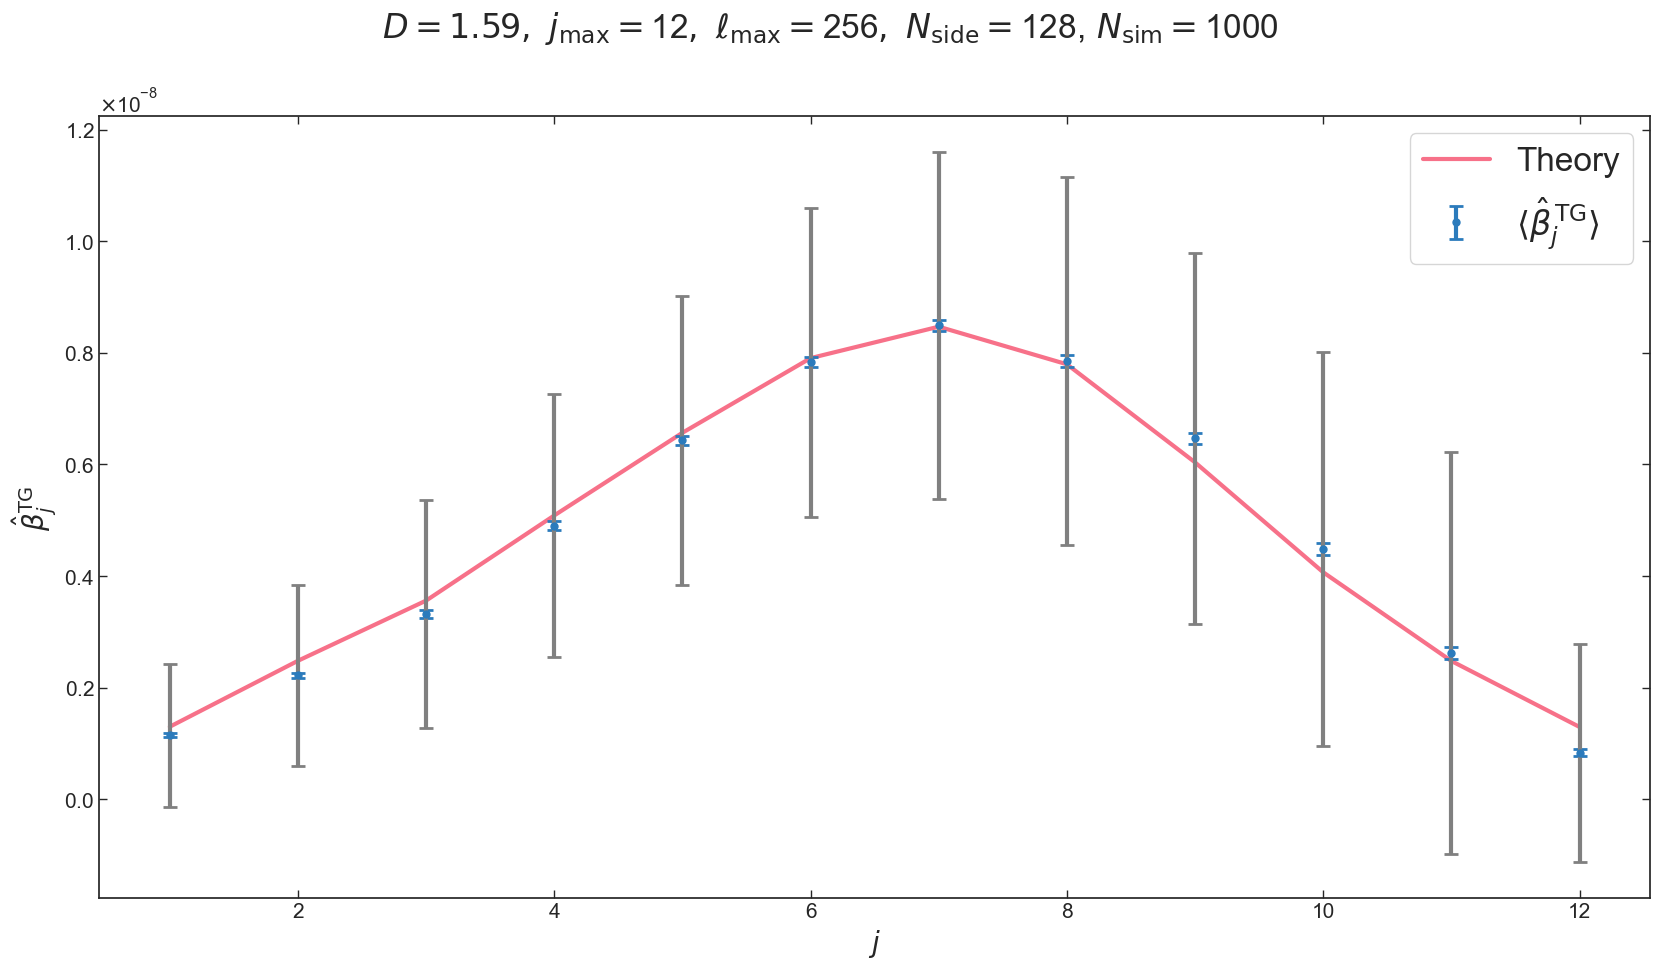 D = 1.59, j_max = 12, ℓ_max = 256, N_side = 128, N_sim = 1000
×10⁻⁸
1.2
1.0
0.8
0.6
0.4
0.2
0.0
β̂_j^TG
Theory
⟨β̂_j^TG⟩
2 4 6 8 10 12
j